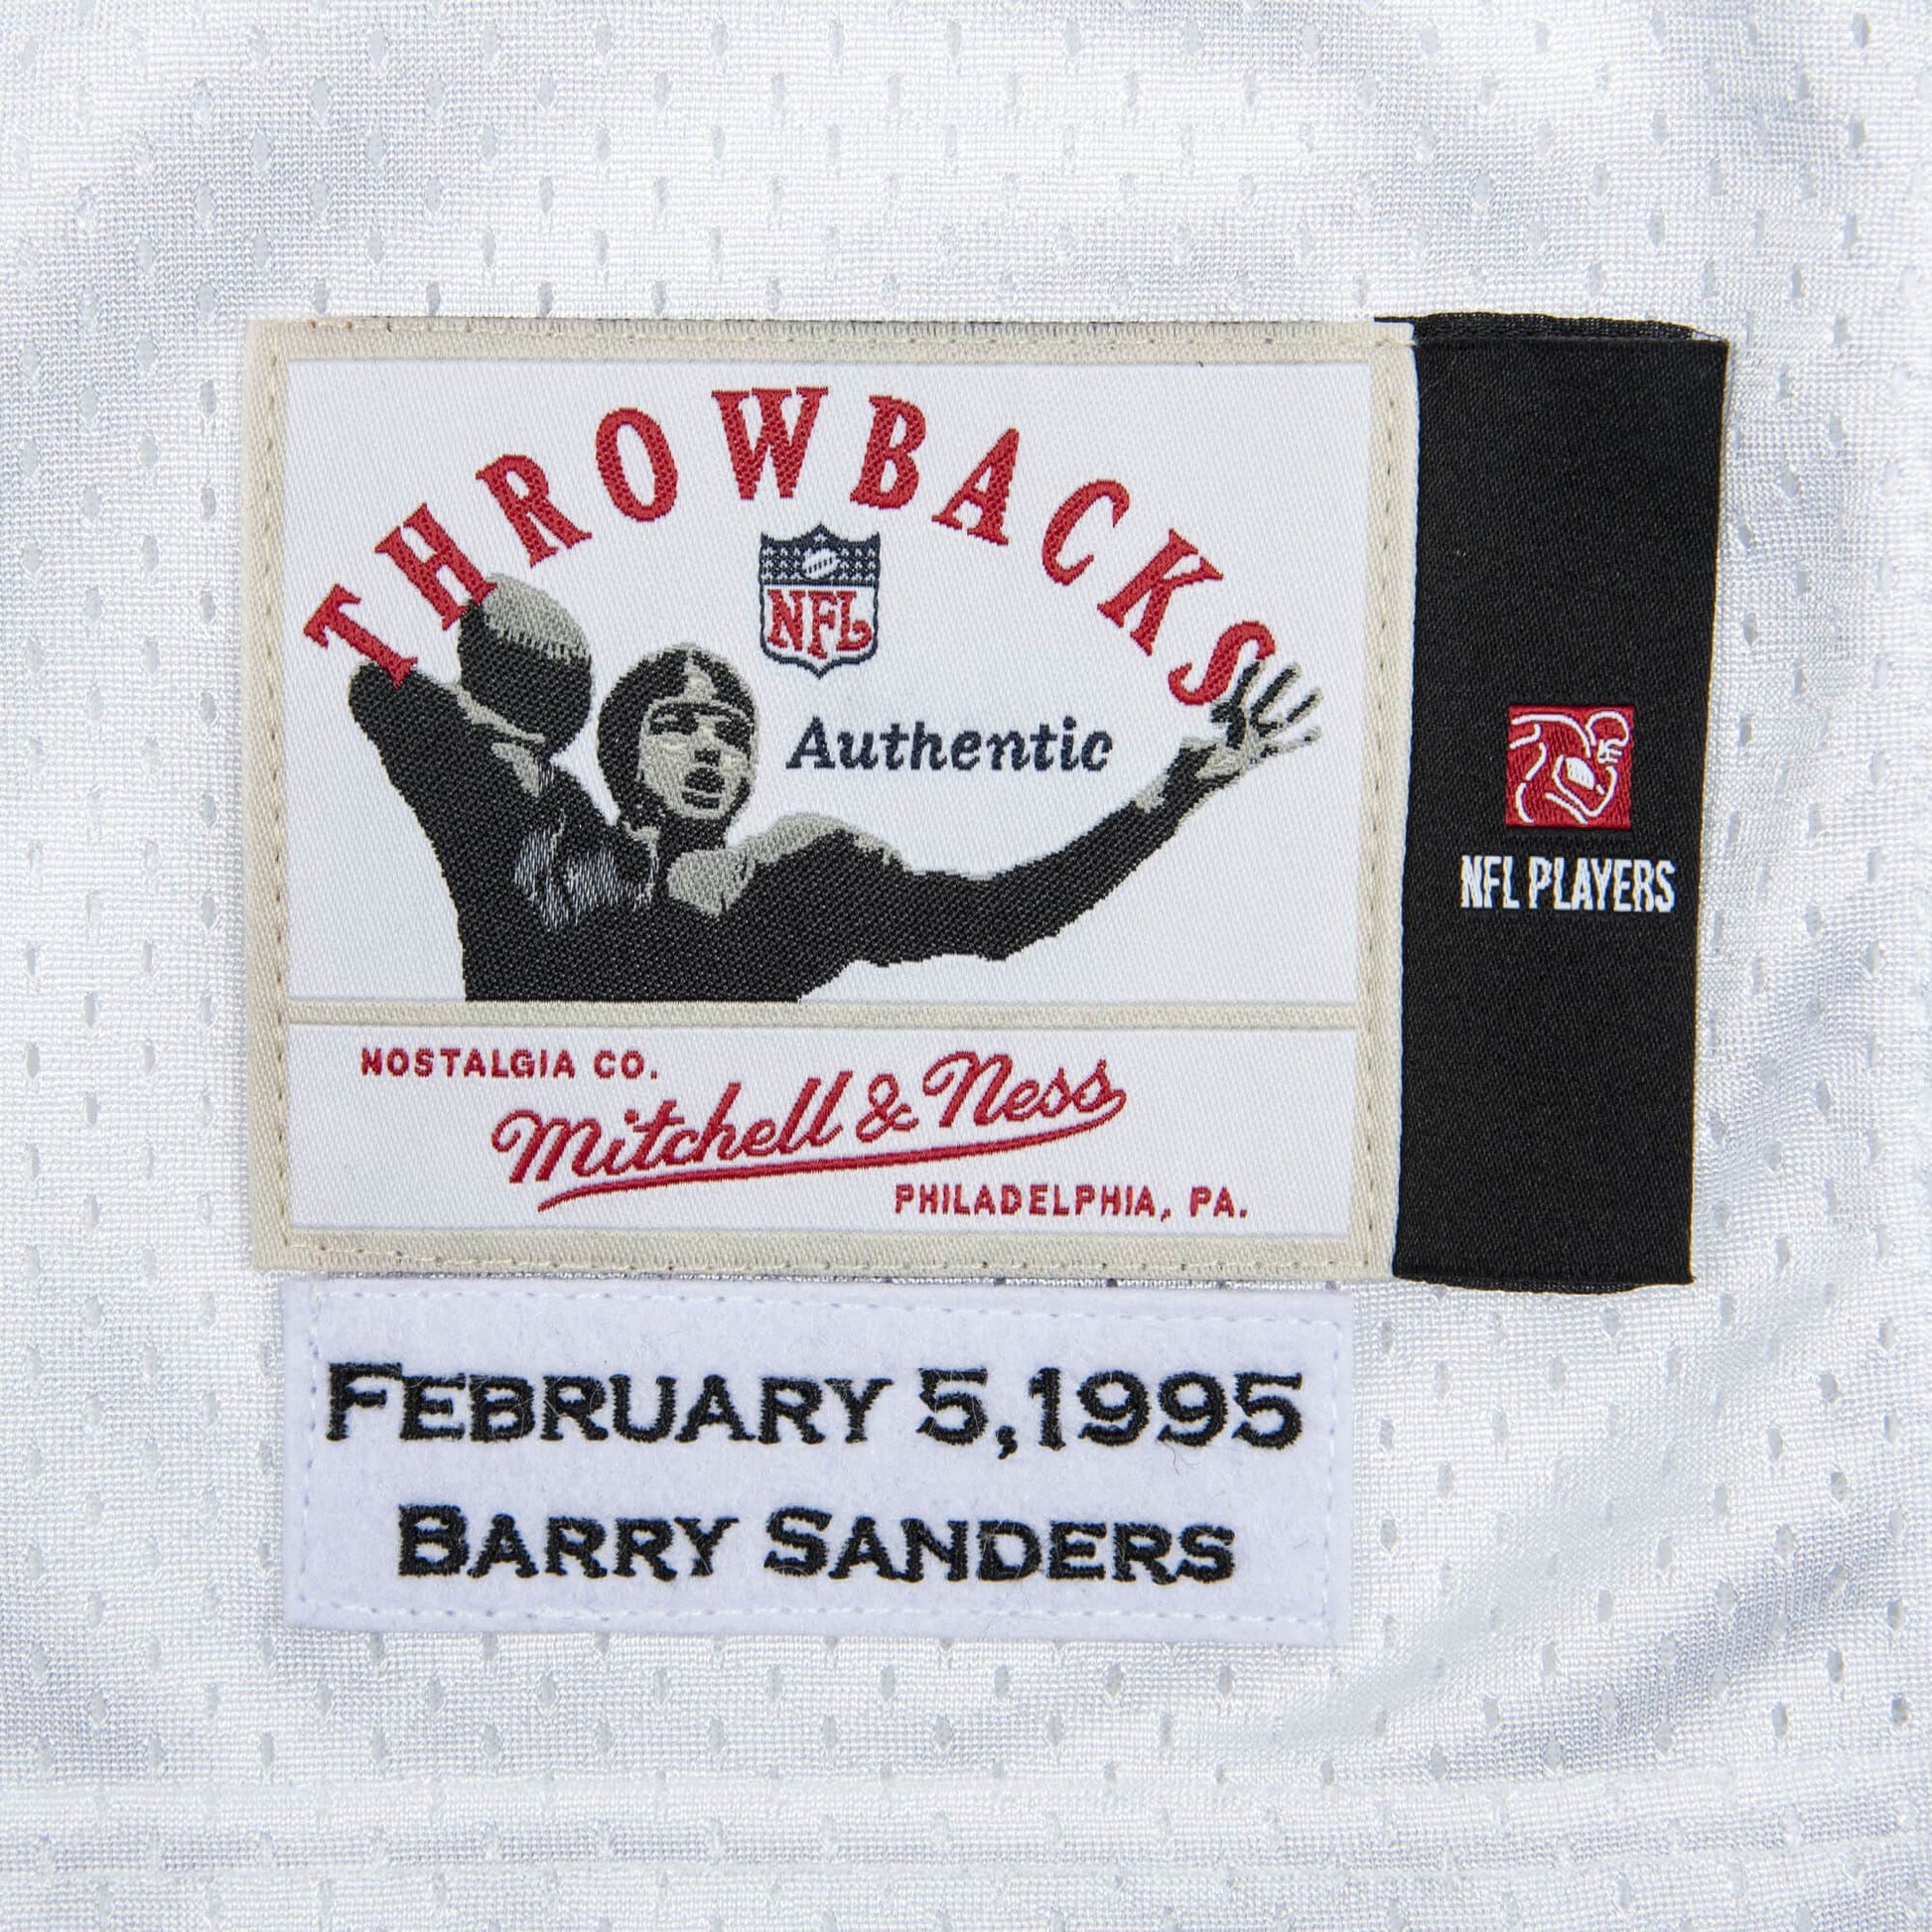 THROWBACKS
NFL
Authentic
NFL PLAYERS
NOSTALGIA CO.
Mitchell & Ness
PHILADELPHIA, PA.
FEBRUARY 5,1995
BARRY SANDERS